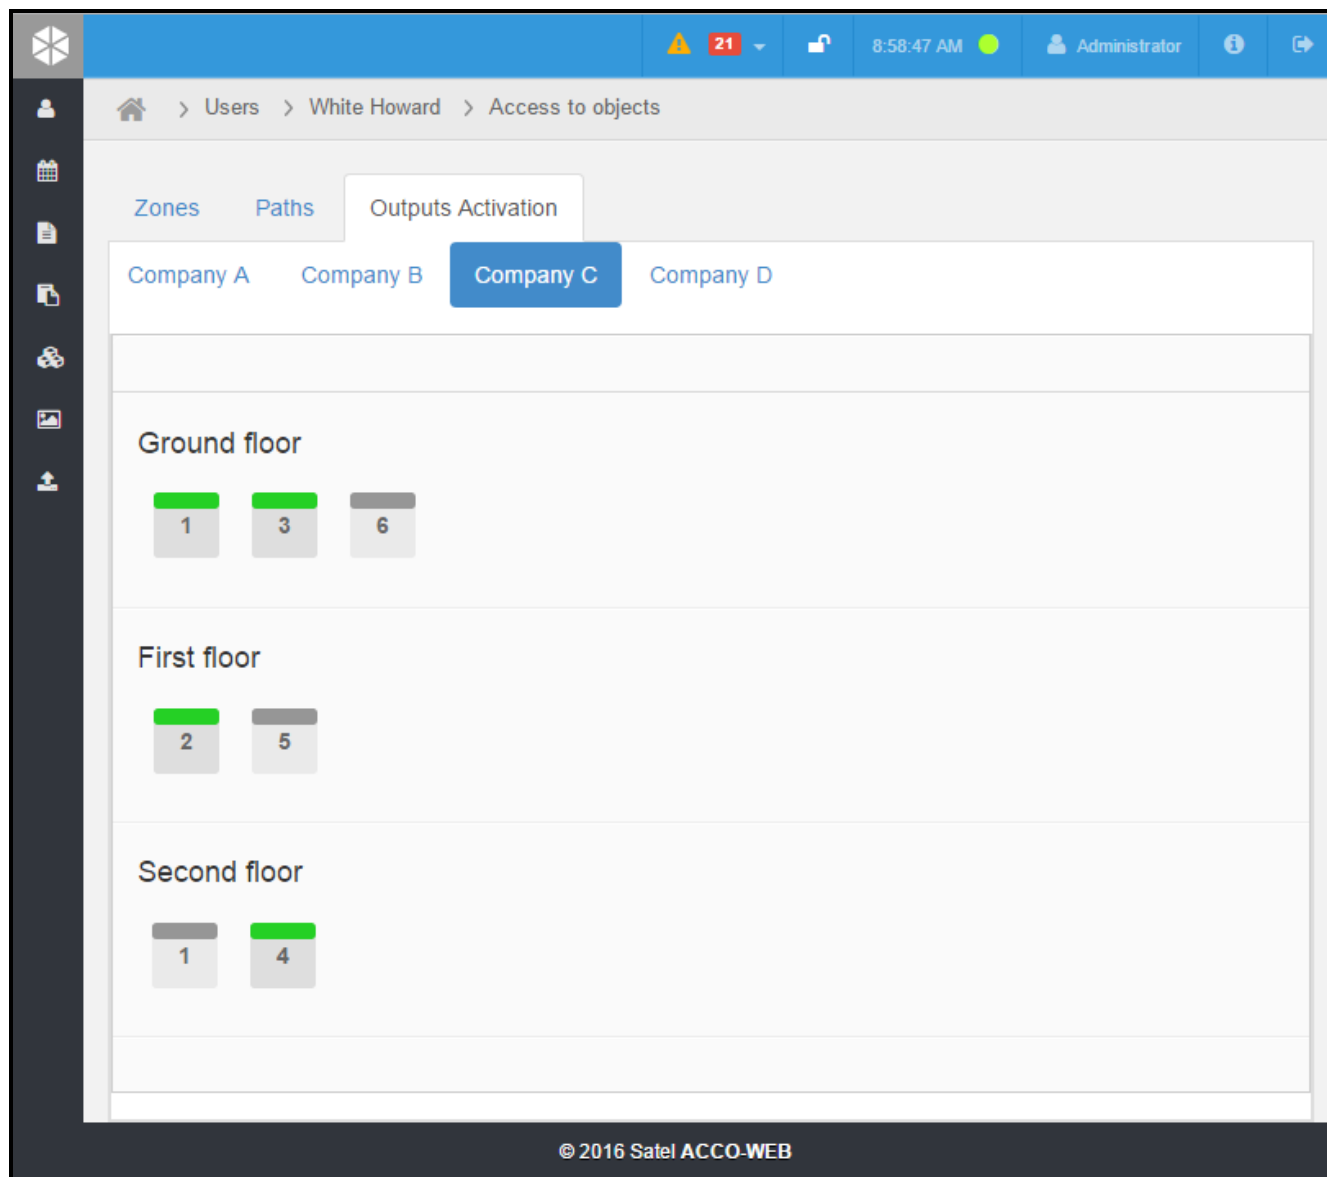 21 8:58:47 AM Administrator
Users > White Howard > Access to objects
Zones Paths Outputs Activation
Company A Company B Company C Company D
Ground floor
1 3 6
First floor
2 5
Second floor
1 4
© 2016 Satel ACCO-WEB